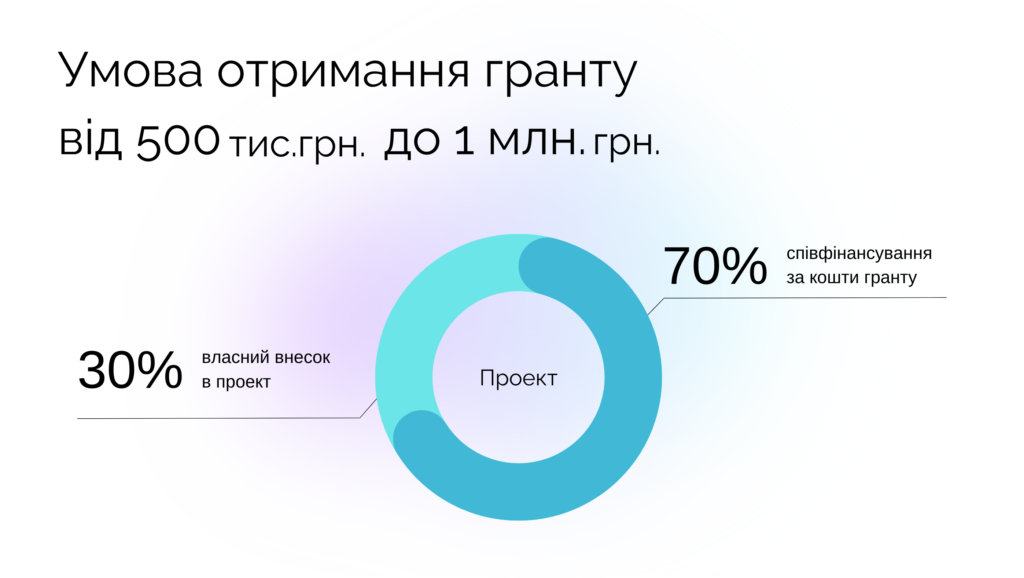 Умова отримання гранту
від 500 тис.грн. до 1 млн. грн.
70%
співфінансування
за кошти гранту
30%
власний внесок
в проект
Проект